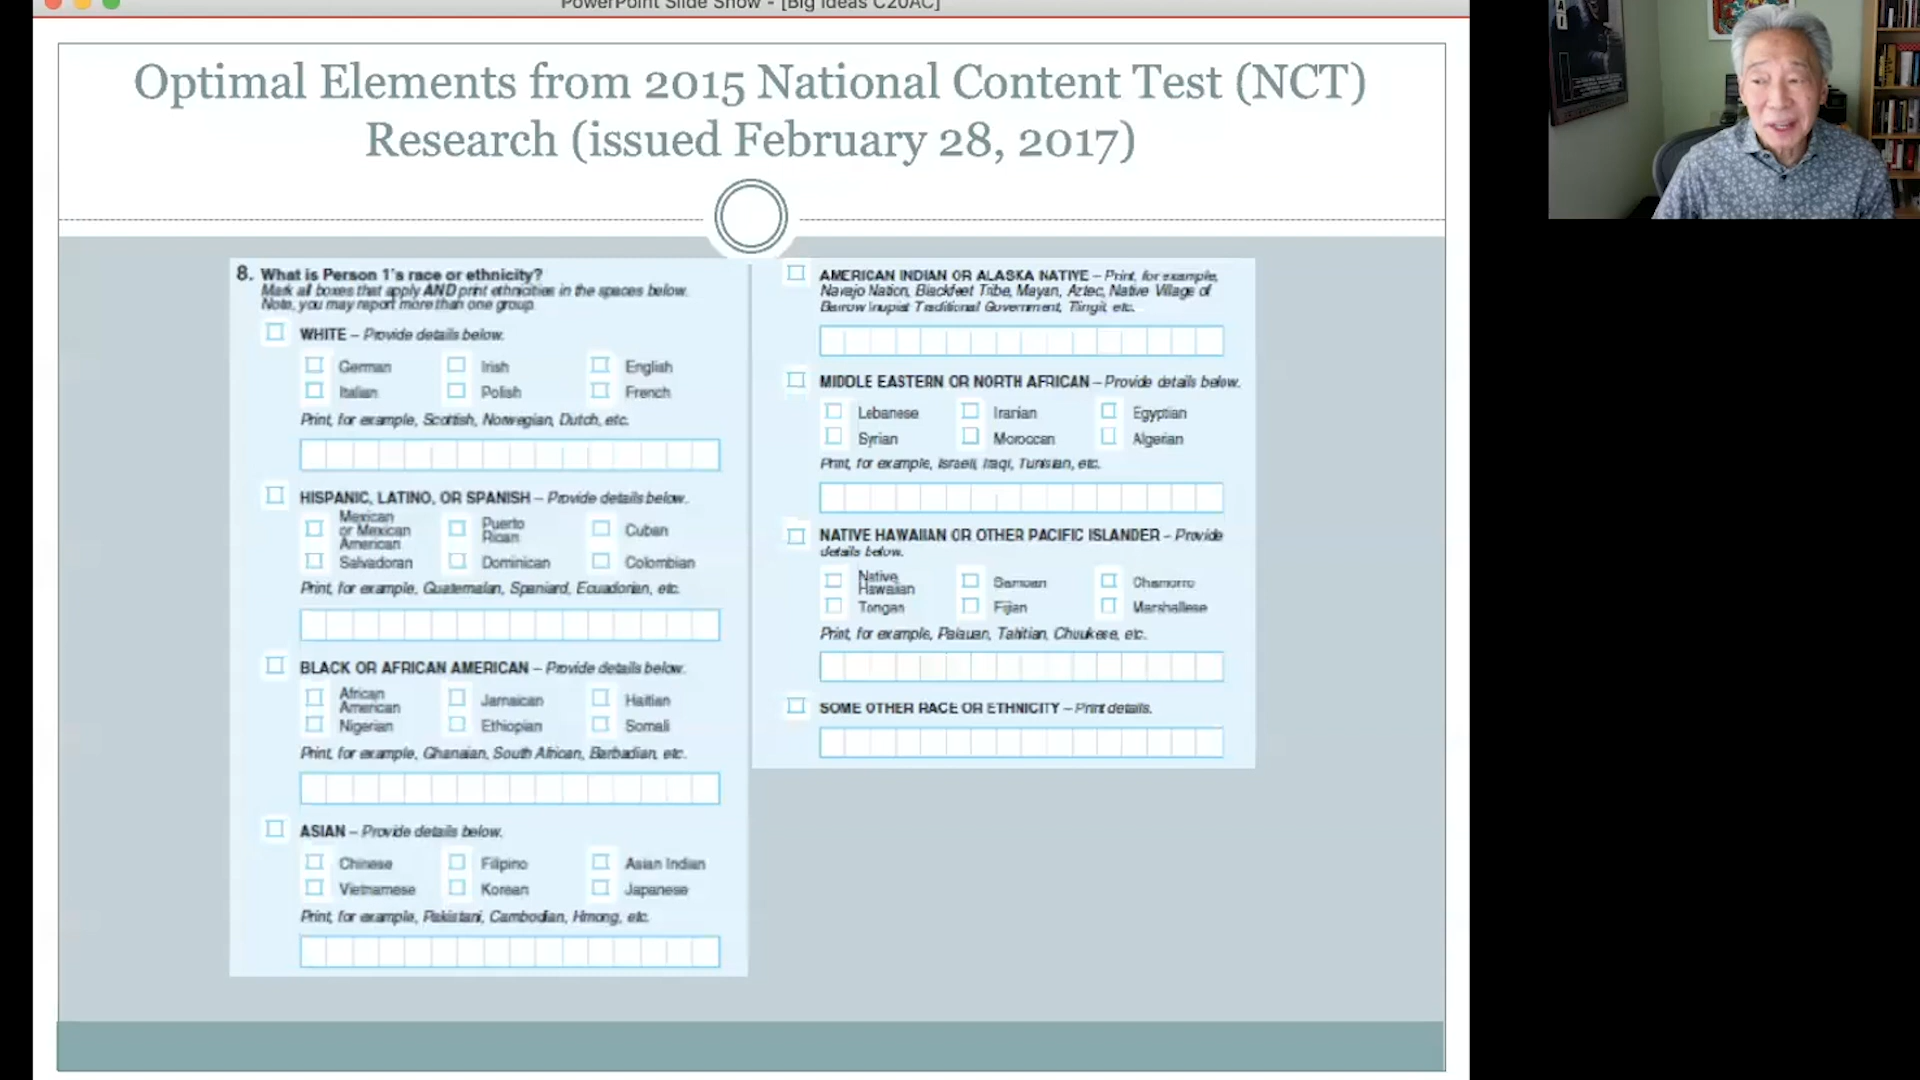 PowerPoint Slide Show - [Big Ideas C20AC]
Optimal Elements from 2015 National Content Test (NCT)
Research (issued February 28, 2017)
8. What is Person 1's race or ethnicity?
Mark all boxes that apply AND print ethnicities in the spaces below.
Note, you may report more than one group.
WHITE – Provide details below.
German Irish English
Italian Polish French
Print, for example, Scottish, Norwegian, Dutch, etc.
HISPANIC, LATINO, OR SPANISH – Provide details below.
Mexican or Mexican American Puerto Rican Cuban
Salvadoran Dominican Colombian
Print, for example, Guatemalan, Spaniard, Ecuadorian, etc.
BLACK OR AFRICAN AMERICAN – Provide details below.
African American Jamaican Haitian
Nigerian Ethiopian Somali
Print, for example, Ghanaian, South African, Barbadian, etc.
ASIAN – Provide details below.
Chinese Filipino Asian Indian
Vietnamese Korean Japanese
Print, for example, Pakistani, Cambodian, Hmong, etc.
AMERICAN INDIAN OR ALASKA NATIVE – Print, for example,
Navajo Nation, Blackfeet Tribe, Mayan, Aztec, Native Village of
Barrow Inupiat Traditional Government, Tlingit, etc.
MIDDLE EASTERN OR NORTH AFRICAN – Provide details below.
Lebanese Iranian Egyptian
Syrian Moroccan Algerian
Print, for example, Israeli, Iraqi, Tunisian, etc.
NATIVE HAWAIIAN OR OTHER PACIFIC ISLANDER – Provide
details below.
Native Hawaiian Samoan Chamorro
Tongan Fijian Marshallese
Print, for example, Palauan, Tahitian, Chuukese, etc.
SOME OTHER RACE OR ETHNICITY – Print details.